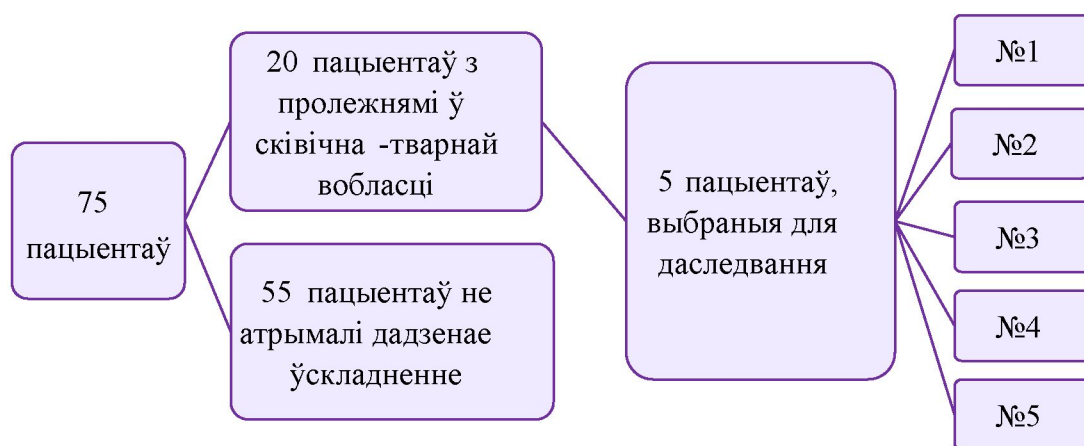 75
пацыентаў
20 пацыентаў з
пролежнямі ў
сківічна -тварнай
вобласці
55 пацыентаў не
атрымалі дадзенае
ўскладненне
5 пацыентаў,
выбраныя для
даследвання
№1
№2
№3
№4
№5